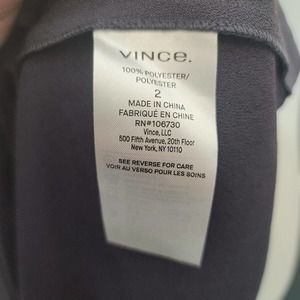 VINCE.
100% POLYESTER/
POLYESTER
2
MADE IN CHINA
FABRIQUÉ EN CHINE
RN#106730
Vince, LLC
500 Fifth Avenue, 20th Floor
New York, NY 10110
SEE REVERSE FOR CARE
VOIR AU VERSO POUR LES SOINS